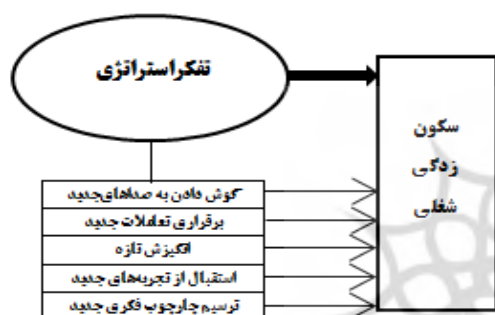 تفکراستراتژی
سکون
زدگی
شغلی
گوش دادن به صداهای‌جدید
برقراری تعاملات جدید
انگیزش تازه
استقبال از تجربه‌های جدید
ترسیم چارچوب فکری جدید